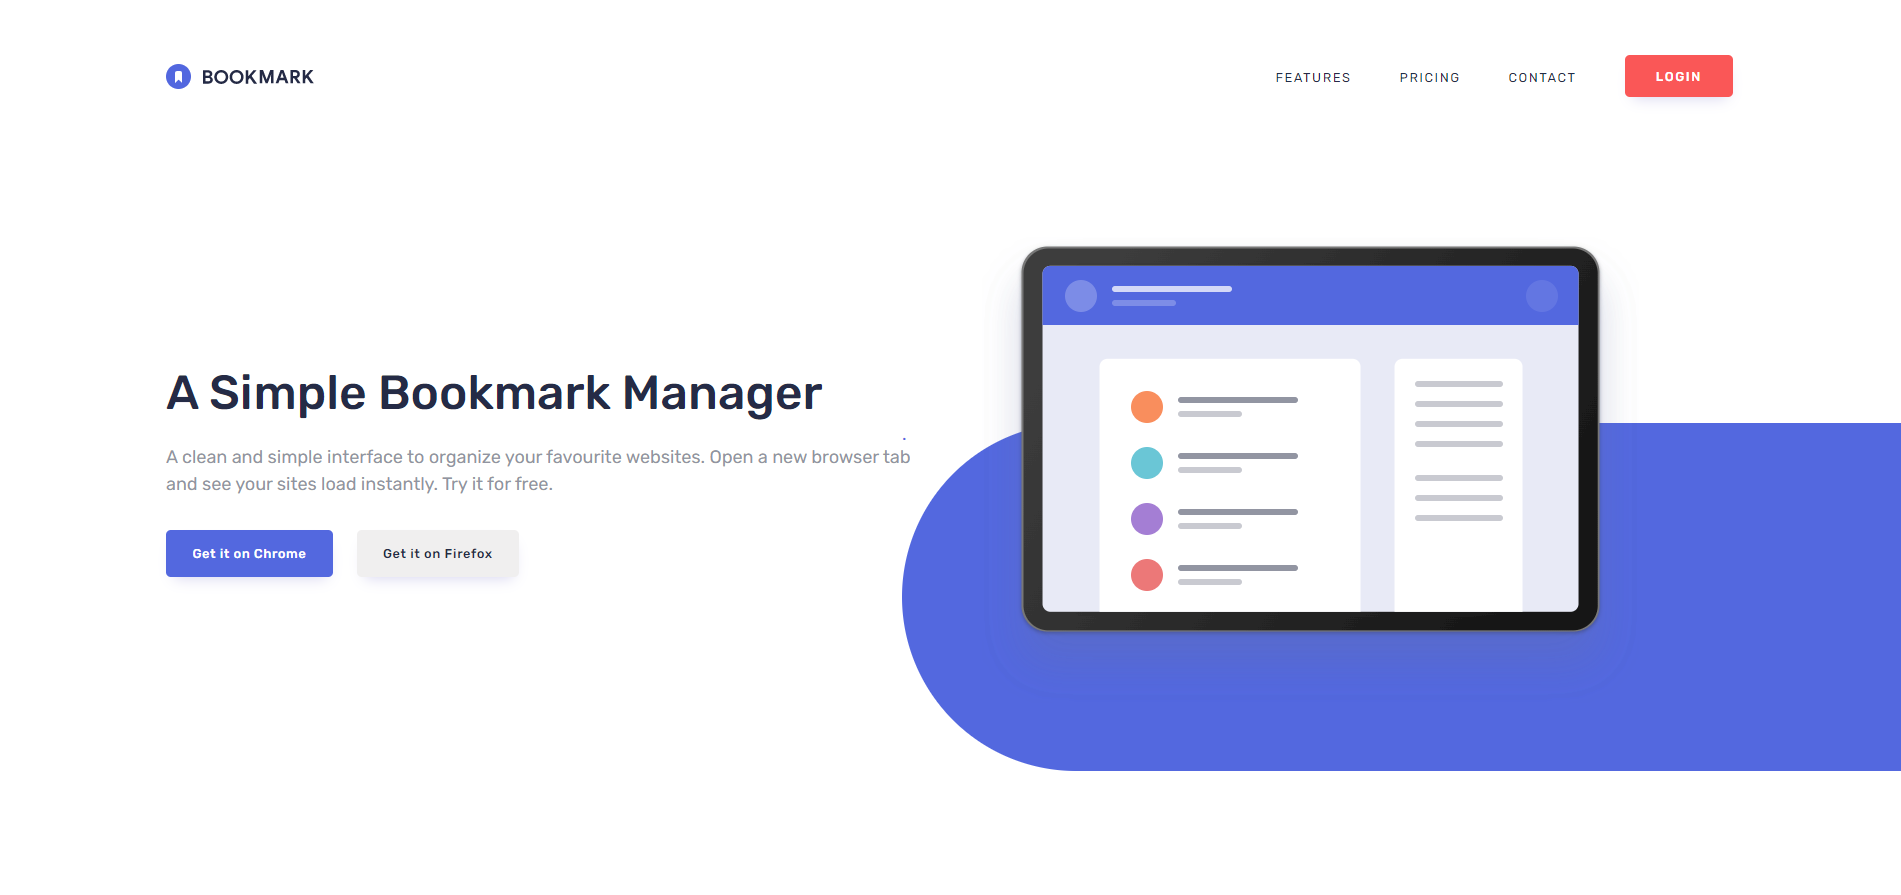 BOOKMARK
FEATURES PRICING CONTACT LOGIN
A Simple Bookmark Manager
A clean and simple interface to organize your favourite websites. Open a new browser tab
and see your sites load instantly. Try it for free.
Get it on Chrome Get it on Firefox